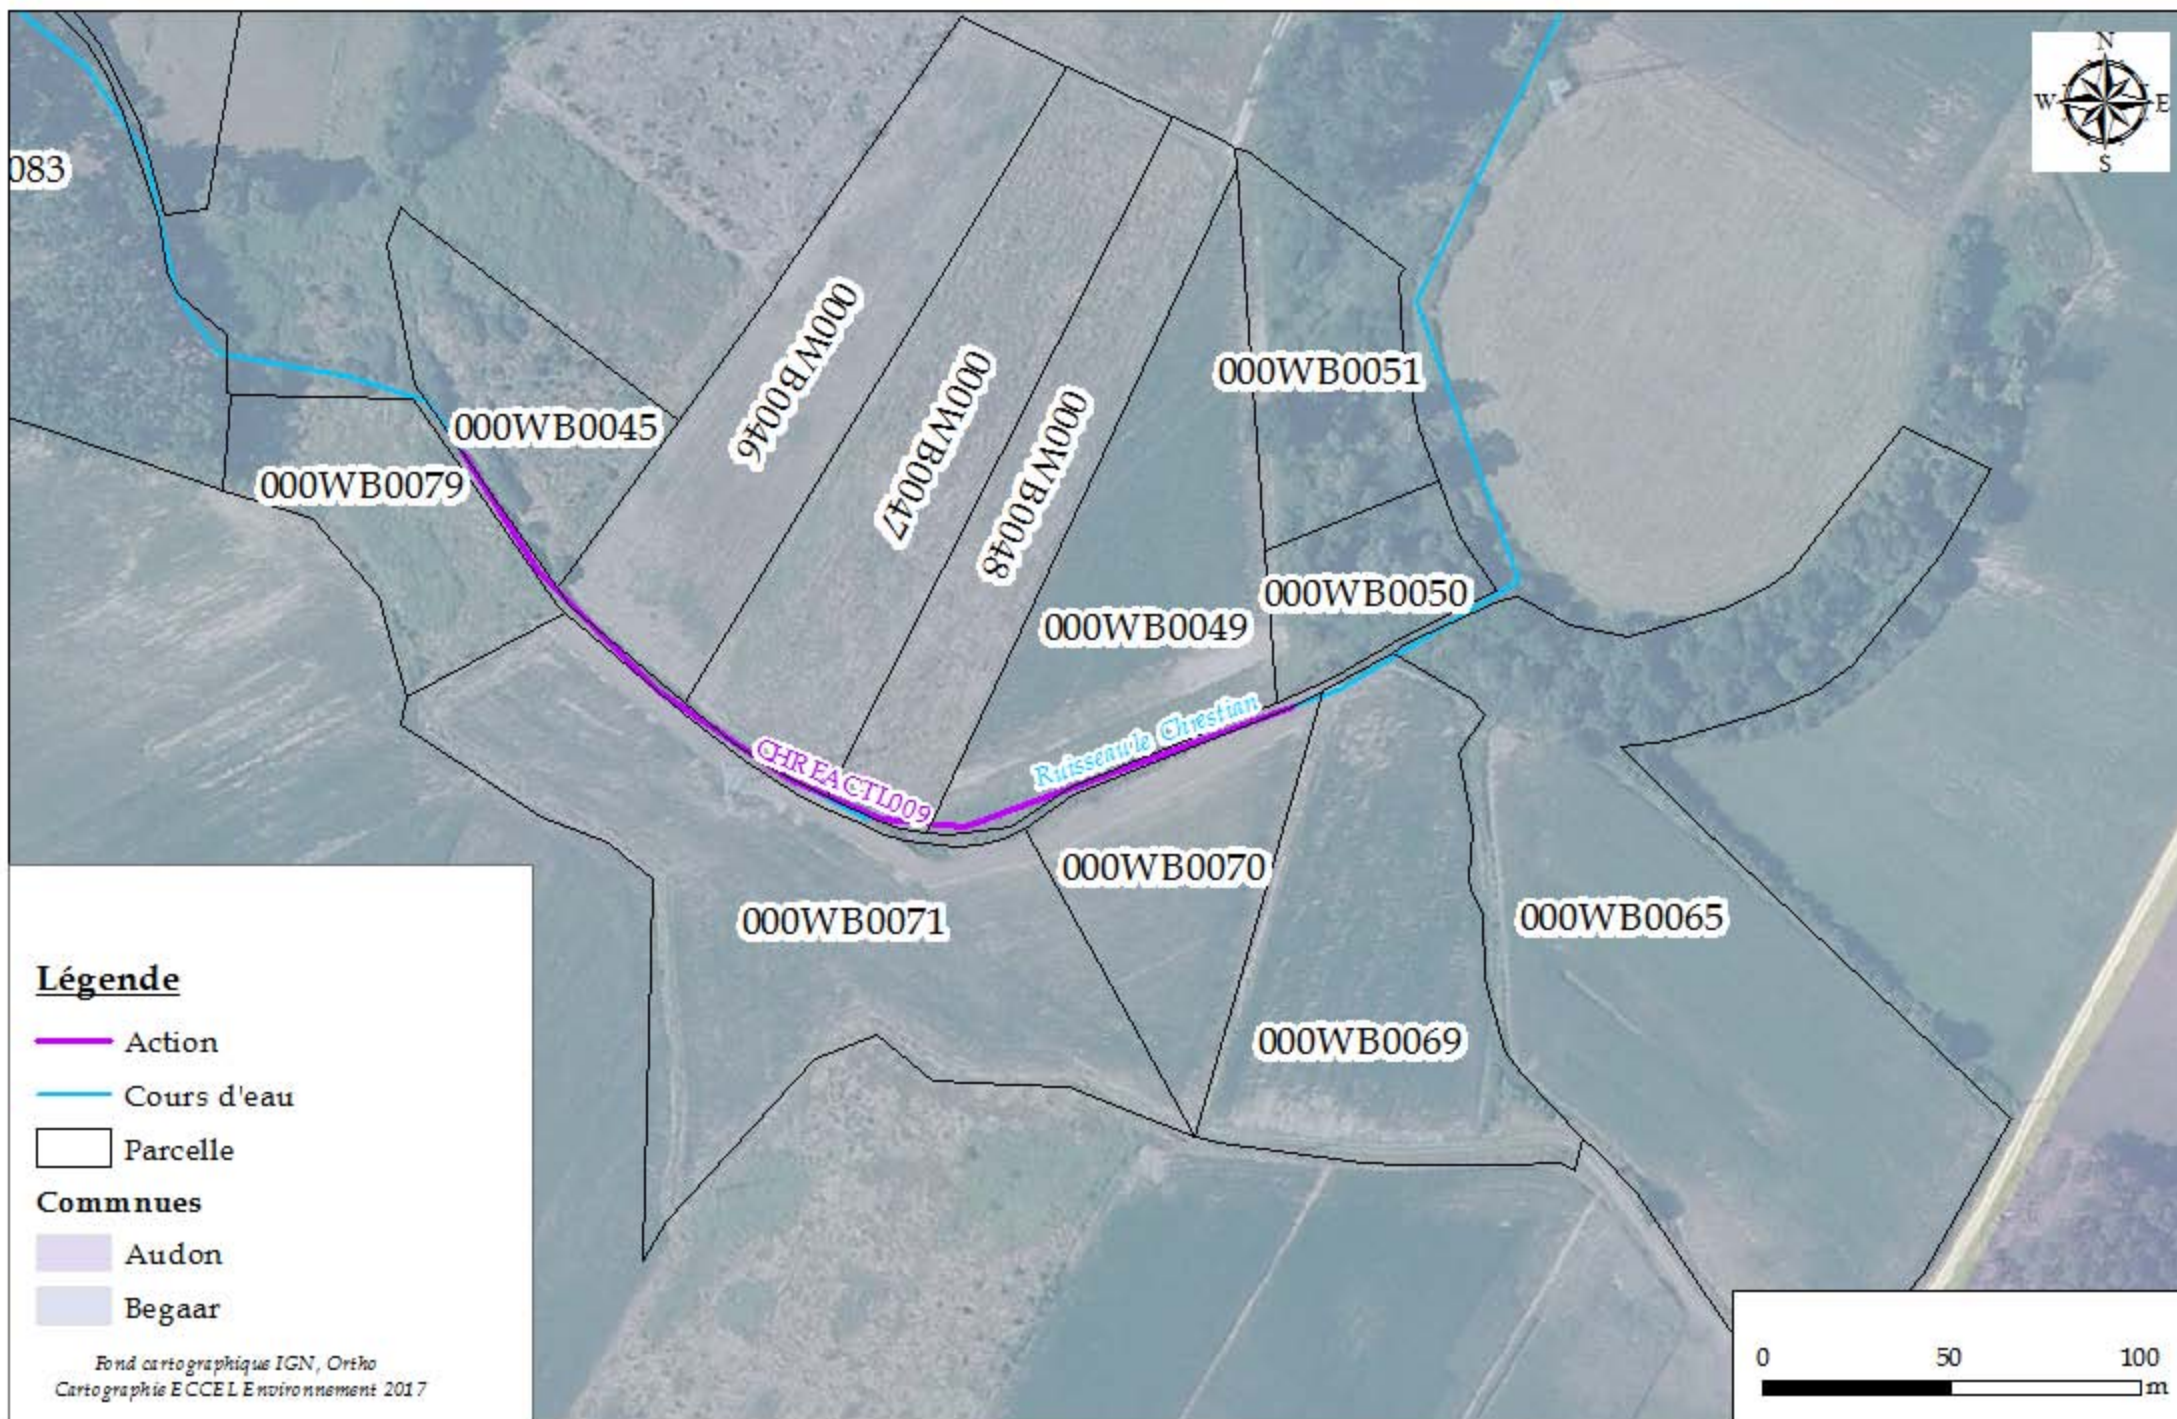 N
W E
S
083
000WB0046
000WB0047
000WB0048
000WB0051
000WB0045
000WB0079
000WB0050
000WB0049
Ruisseau le Chrestian
CHREACTL009
000WB0070
000WB0071
000WB0065
000WB0069
Légende
Action
Cours d'eau
Parcelle
Commnues
Audon
Begaar
Fond cartographique IGN, Ortho
Cartographie ECCEL Environnement 2017
0 50 100
m